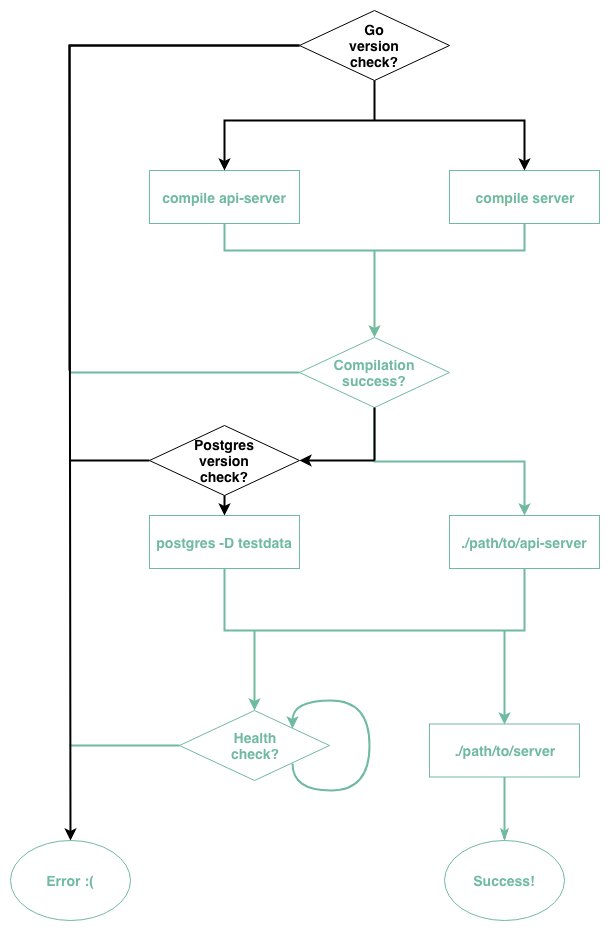 Go
version
check?
compile api-server
compile server
Compilation
success?
Postgres
version
check?
postgres -D testdata
./path/to/api-server
Health
check?
./path/to/server
Error :(
Success!